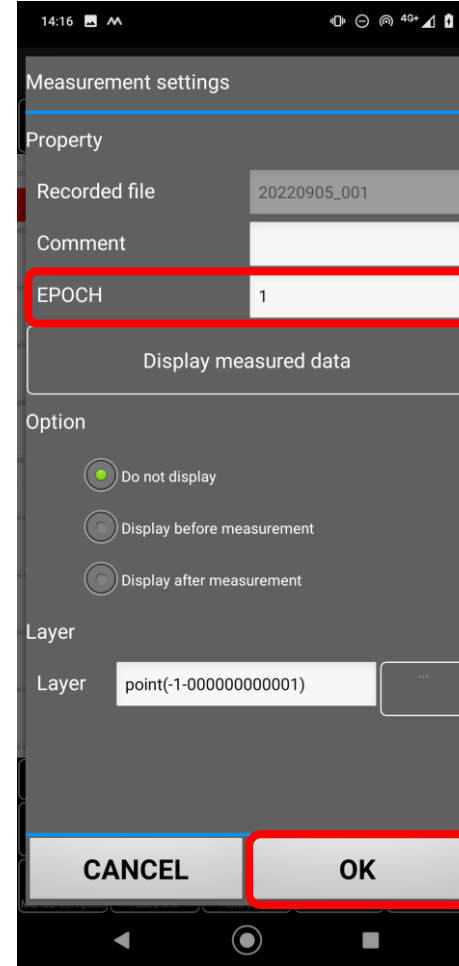 14:16 4G+
Measurement settings
Property
Recorded file 20220905_001
Comment
EPOCH 1
Display measured data
Option
Do not display
Display before measurement
Display after measurement
Layer
Layer point(-1-000000000001) ...
CANCEL OK